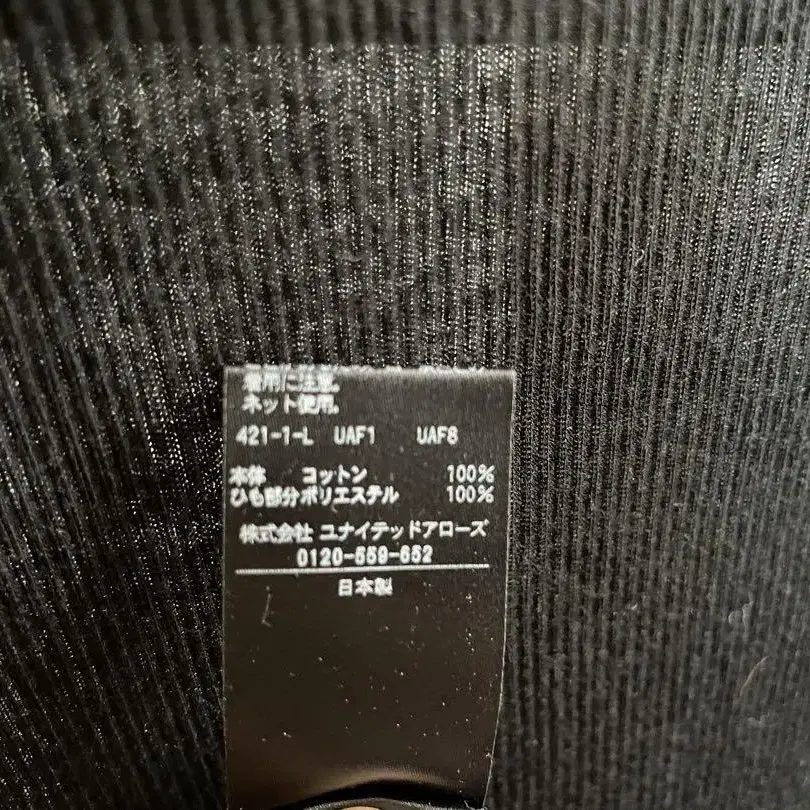 着用に注意。
ネット使用。
421-1-L UAF1 UAF8
本体 コットン 100%
ひも部分ポリエステル 100%
株式会社 ユナイテッドアローズ
0120-559-652
日本製